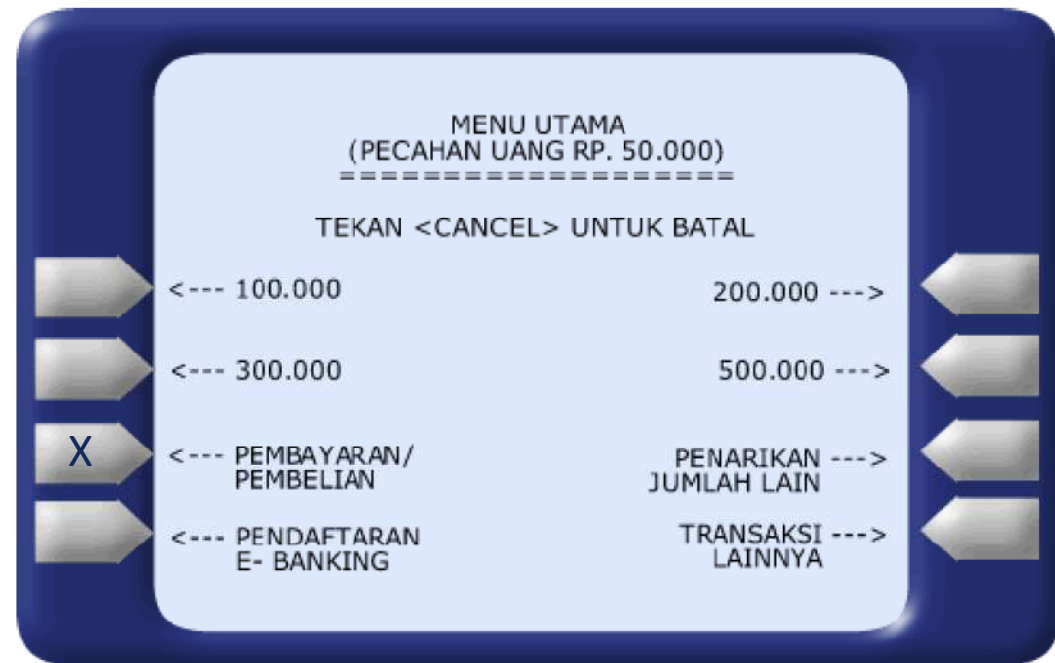 MENU UTAMA
(PECAHAN UANG RP. 50.000)
===================
TEKAN <CANCEL> UNTUK BATAL
<--- 100.000
200.000 --->
<--- 300.000
500.000 --->
X
<--- PEMBAYARAN/
PEMBELIAN
PENARIKAN --->
JUMLAH LAIN
<--- PENDAFTARAN
E- BANKING
TRANSAKSI --->
LAINNYA